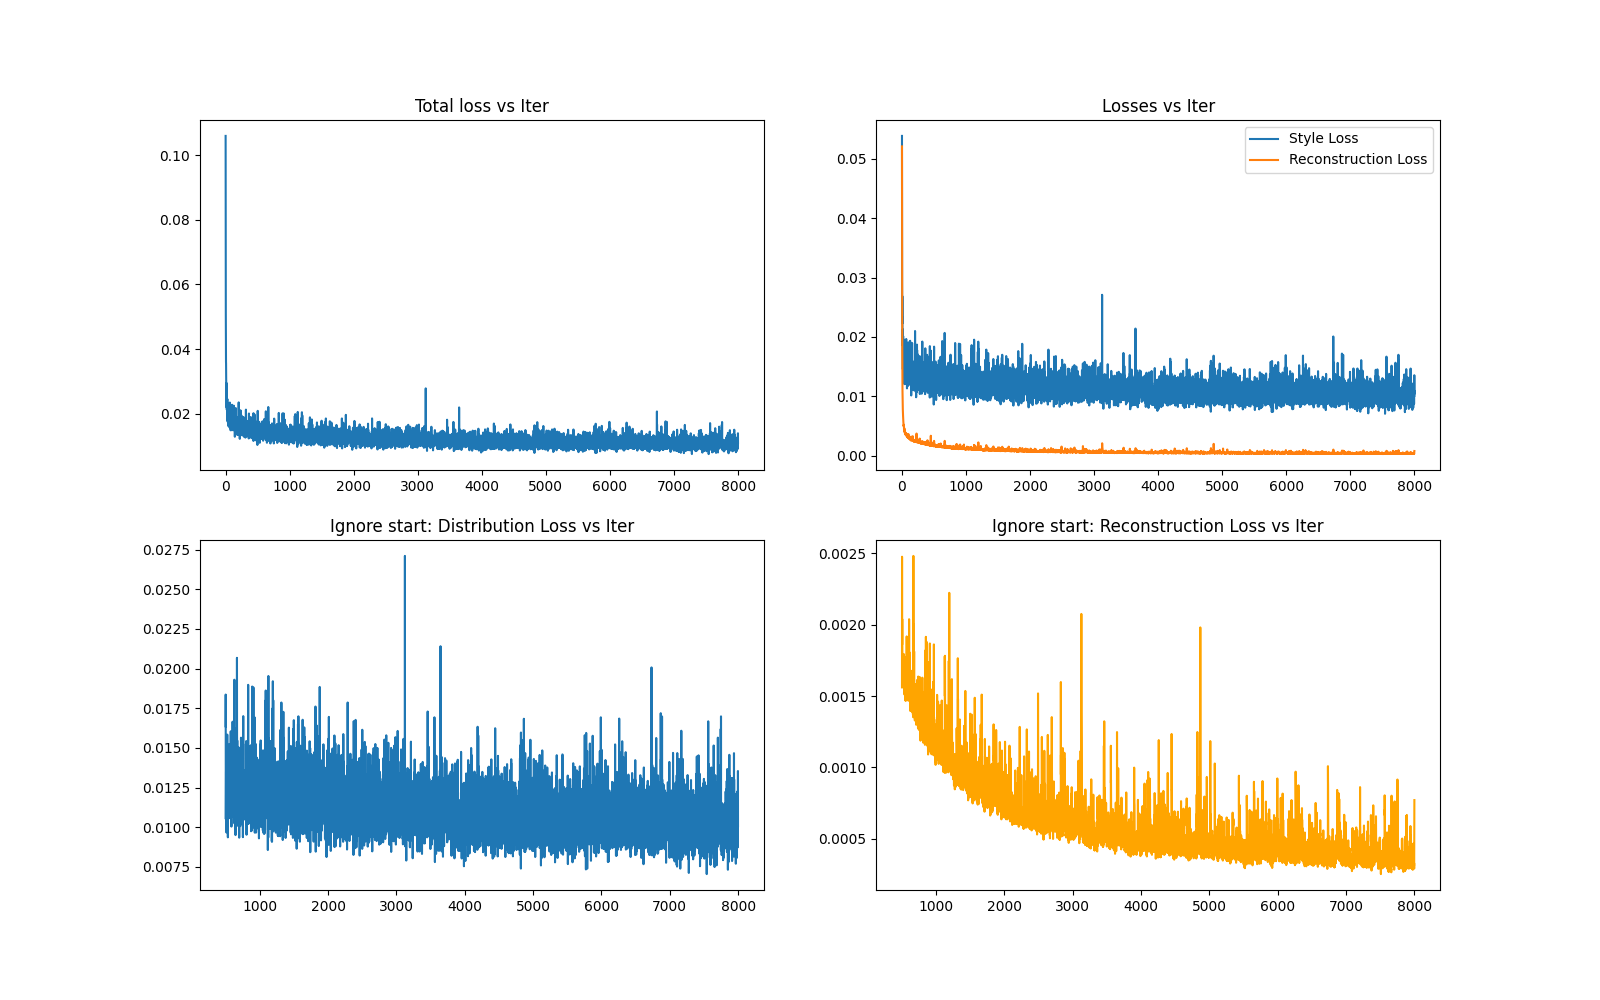 Total loss vs Iter
0.10
0.08
0.06
0.04
0.02
0 1000 2000 3000 4000 5000 6000 7000 8000
Losses vs Iter
Style Loss
Reconstruction Loss
0.05
0.04
0.03
0.02
0.01
0.00
0 1000 2000 3000 4000 5000 6000 7000 8000
Ignore start: Distribution Loss vs Iter
0.0275
0.0250
0.0225
0.0200
0.0175
0.0150
0.0125
0.0100
0.0075
1000 2000 3000 4000 5000 6000 7000 8000
Ignore start: Reconstruction Loss vs Iter
0.0025
0.0020
0.0015
0.0010
0.0005
1000 2000 3000 4000 5000 6000 7000 8000